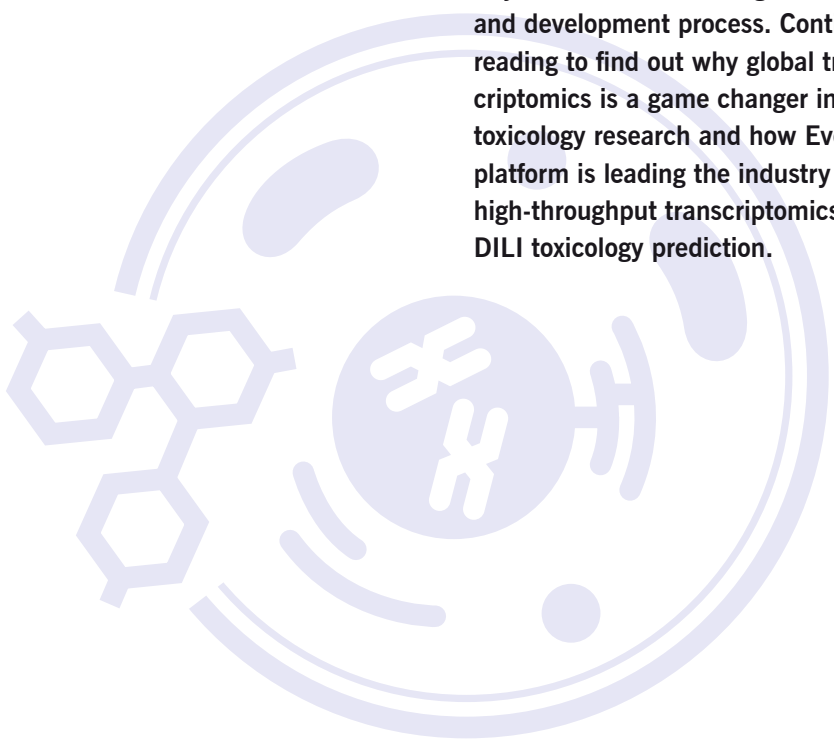 and development process. Cont
reading to find out why global tr
criptomics is a game changer in
toxicology research and how Ev
platform is leading the industry
high-throughput transcriptomics
DILI toxicology prediction.